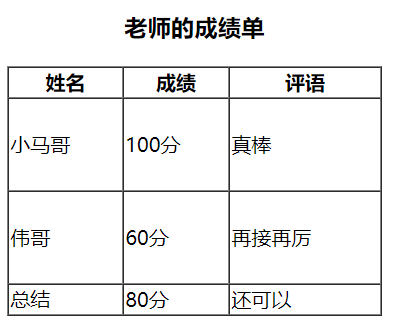 老师的成绩单
姓名 成绩 评语
小马哥 100分 真棒
伟哥 60分 再接再厉
总结 80分 还可以